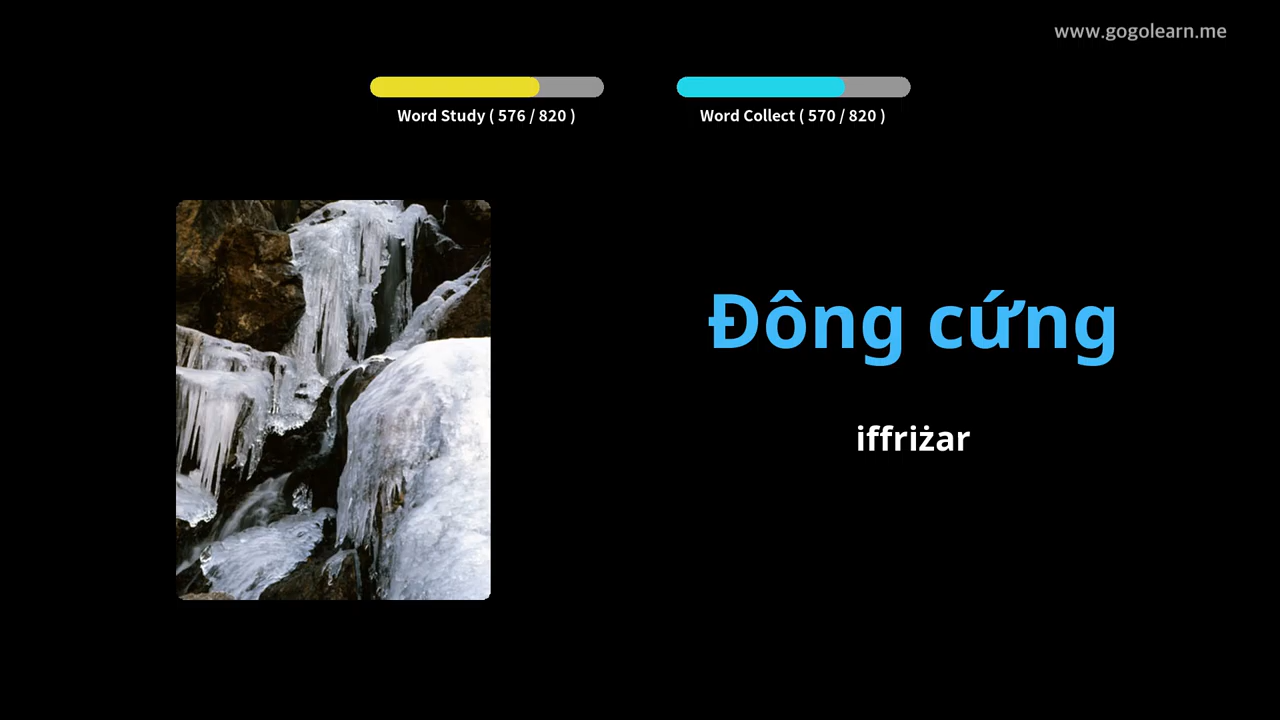 www.gogolearn.me
Word Study ( 576 / 820 )
Word Collect ( 570 / 820 )
Đông cứng
iffriżar